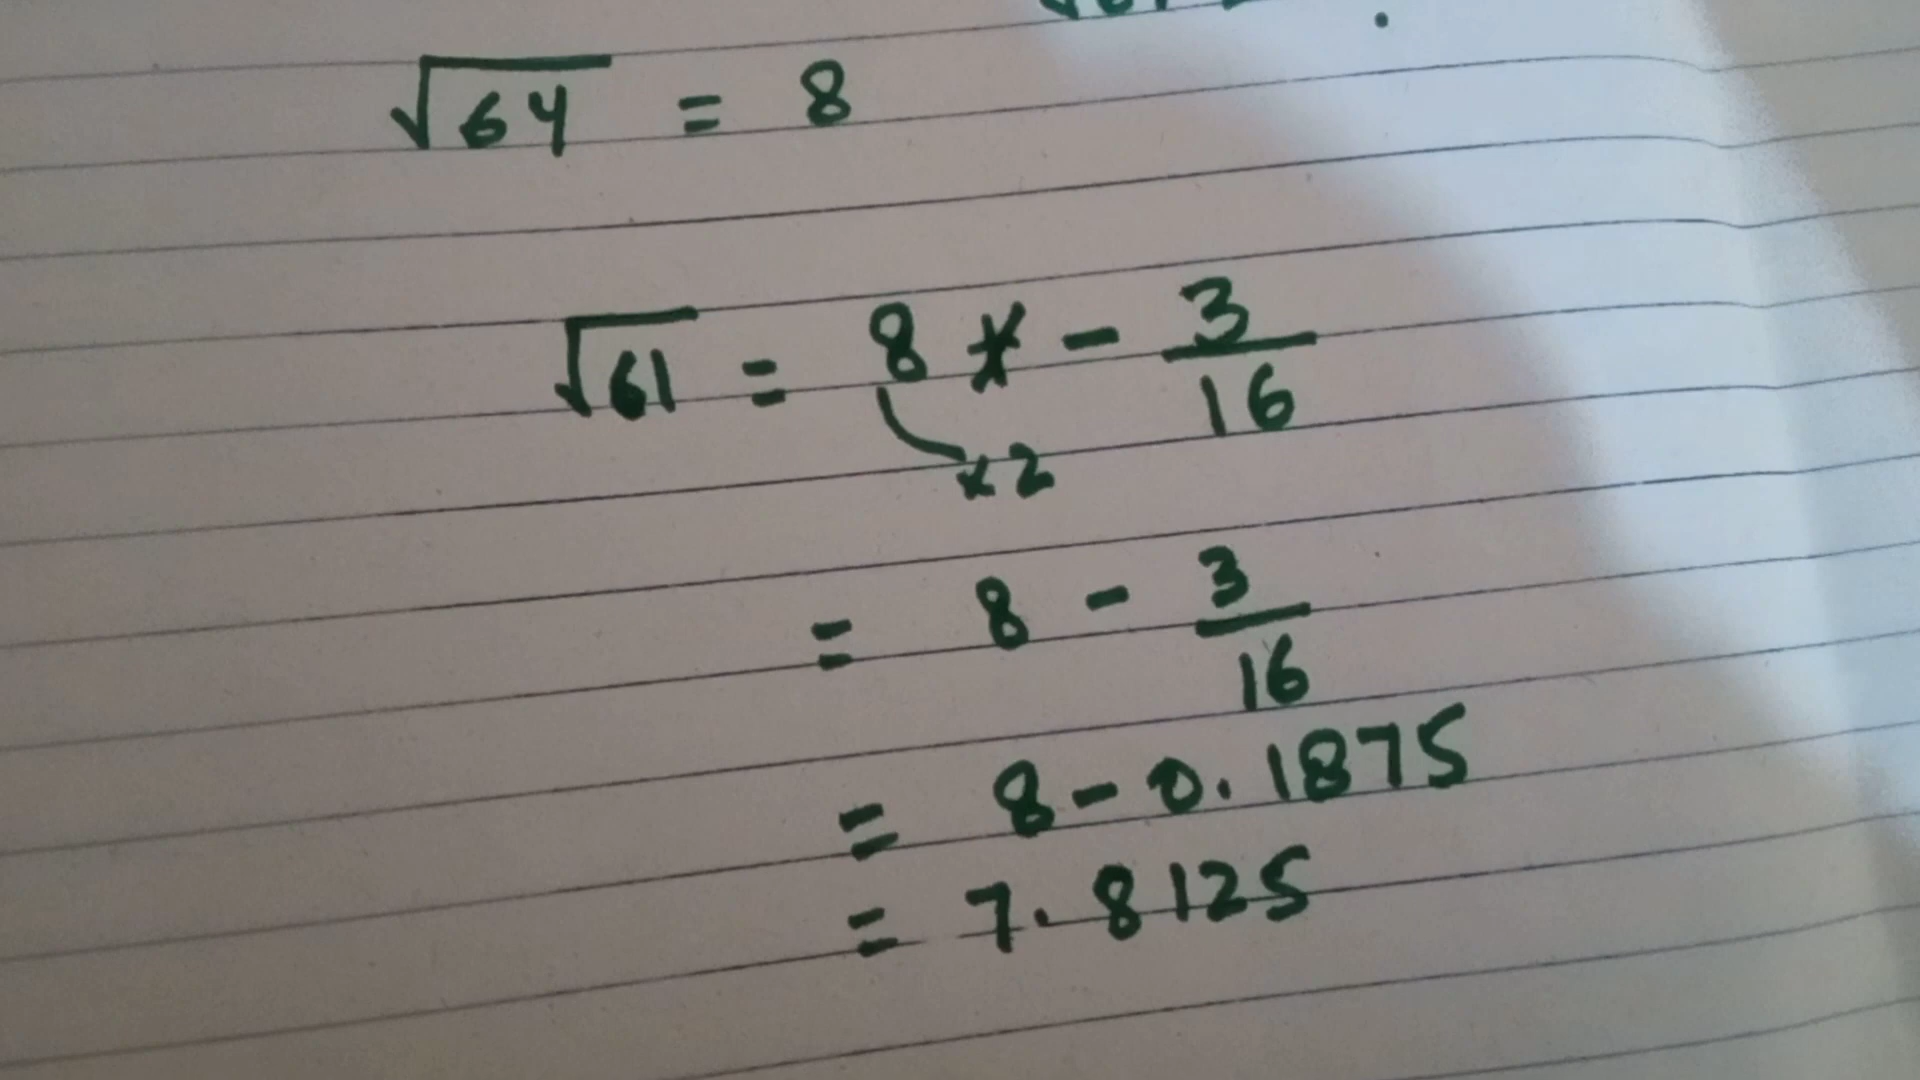 √64 = 8
√61 = 8 - 3/16
×2
= 8 - 3/16
= 8 - 0.1875
= 7.8125